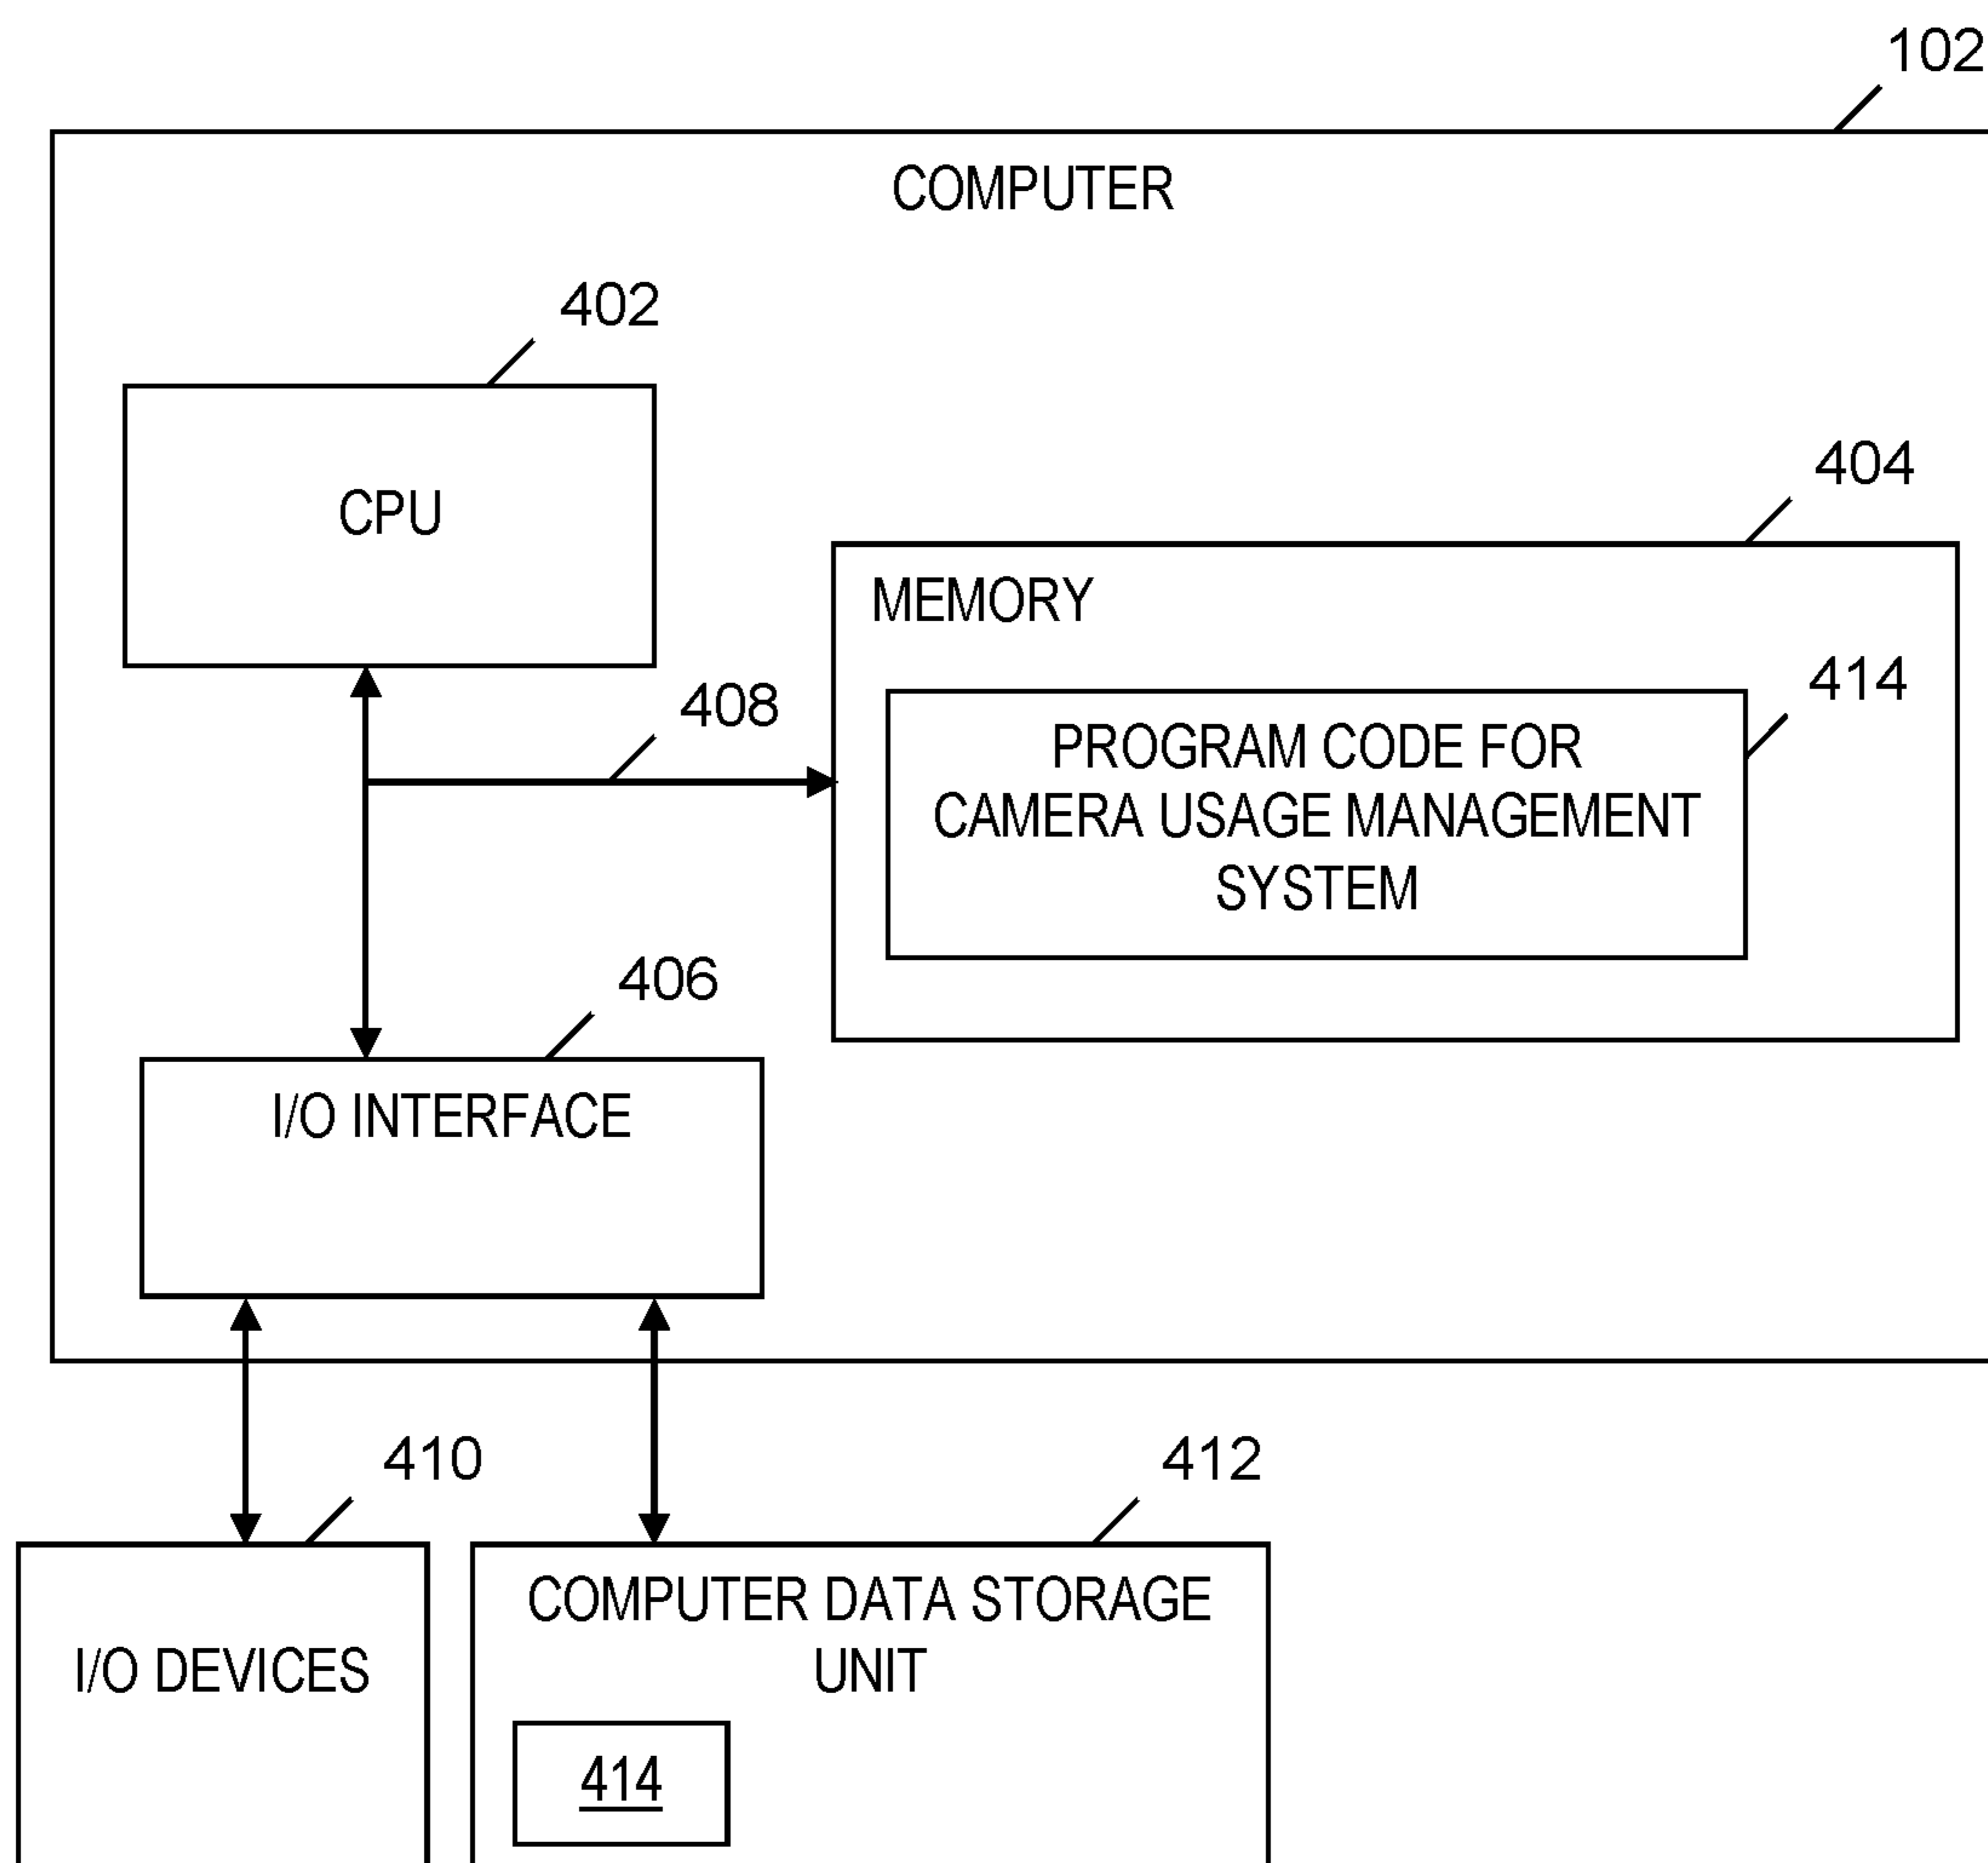 102
COMPUTER
402
CPU
404
MEMORY
408
414
PROGRAM CODE FOR
CAMERA USAGE MANAGEMENT
SYSTEM
406
I/O INTERFACE
410
412
I/O DEVICES
COMPUTER DATA STORAGE
UNIT
414